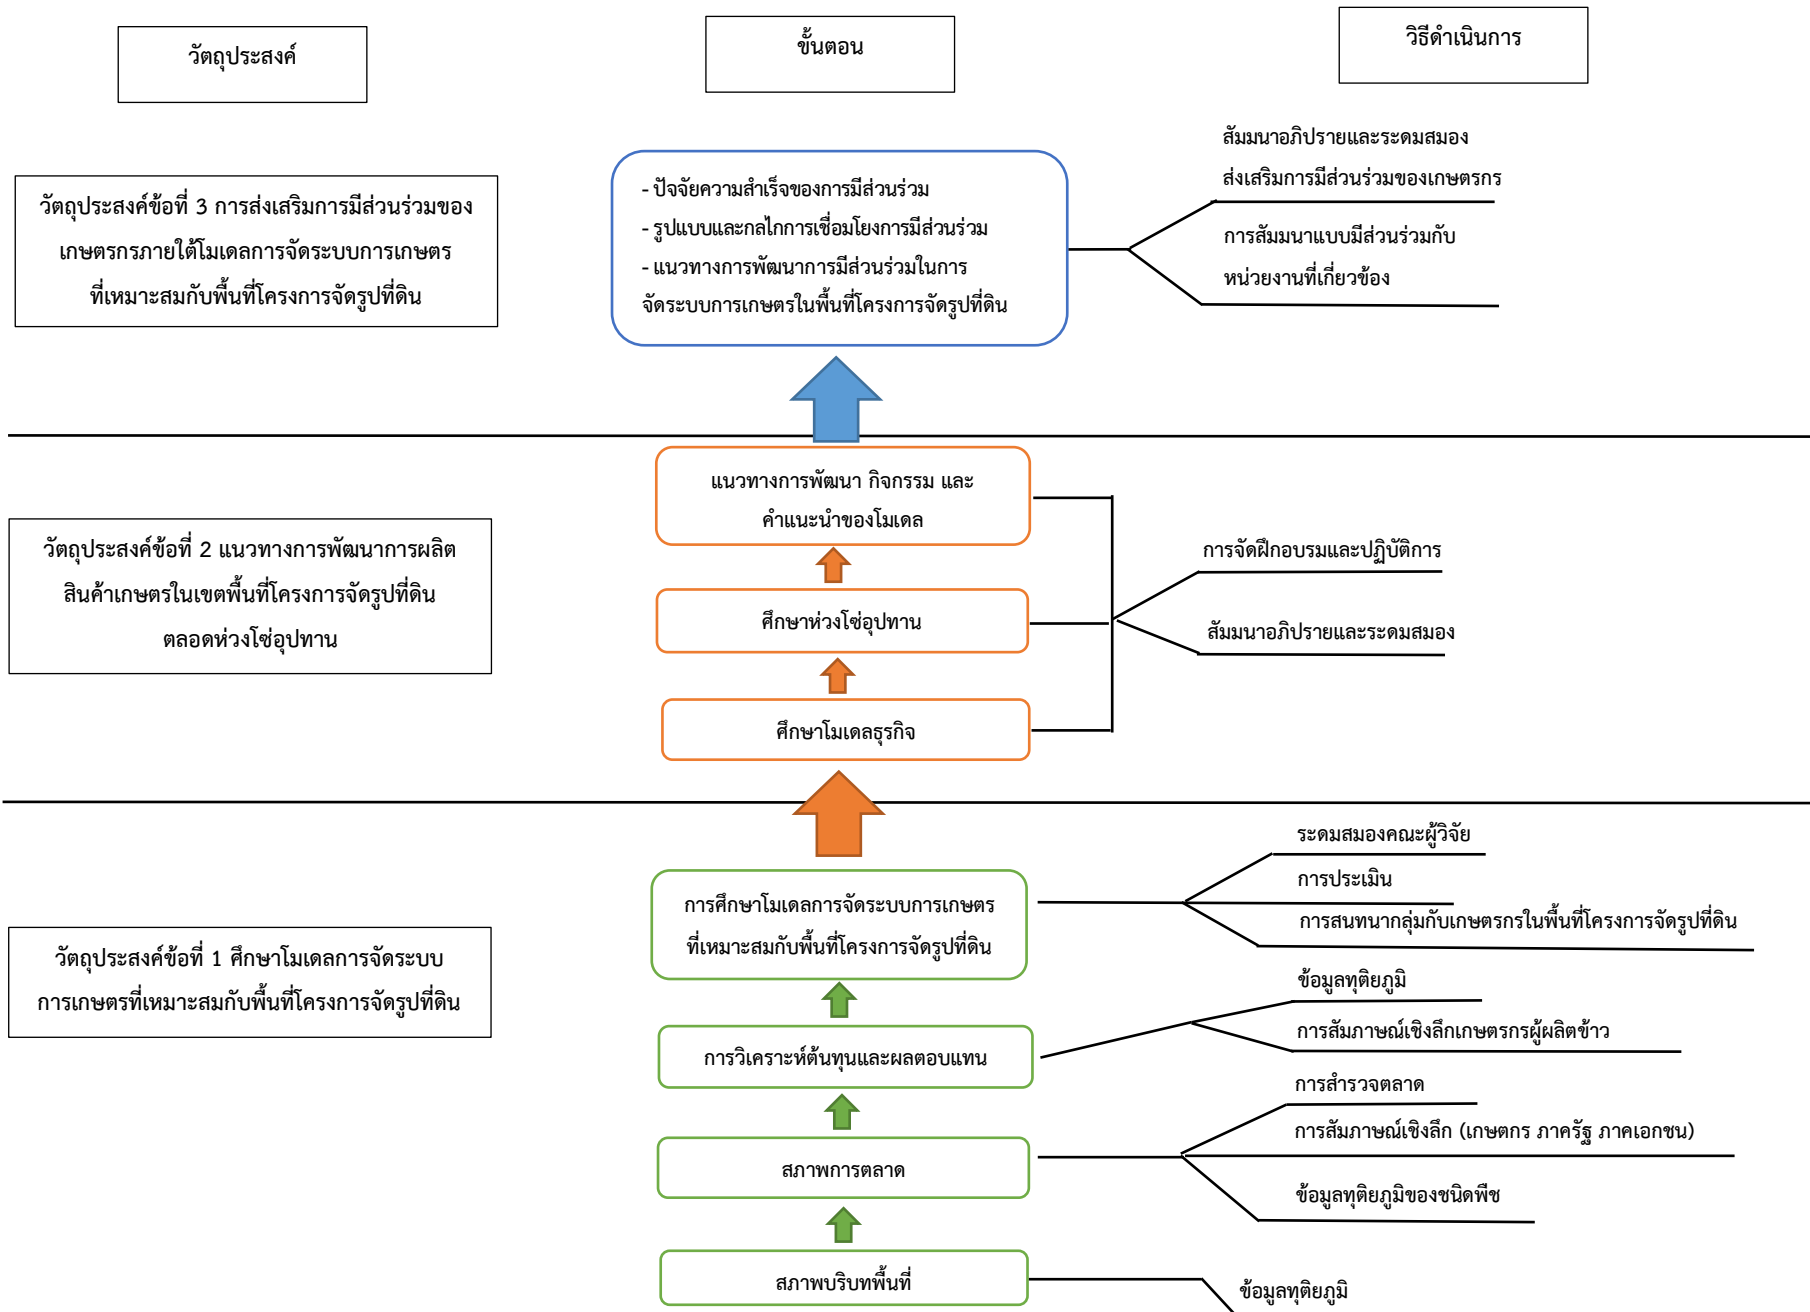 วัตถุประสงค์
ขั้นตอน
วิธีดำเนินการ
วัตถุประสงค์ข้อที่ 3 การส่งเสริมการมีส่วนร่วมของ
เกษตรกรภายใต้โมเดลการจัดระบบการเกษตร
ที่เหมาะสมกับพื้นที่โครงการจัดรูปที่ดิน
- ปัจจัยความสำเร็จของการมีส่วนร่วม
- รูปแบบและกลไกการเชื่อมโยงการมีส่วนร่วม
- แนวทางการพัฒนาการมีส่วนร่วมในการ
จัดระบบการเกษตรในพื้นที่โครงการจัดรูปที่ดิน
สัมมนาอภิปรายและระดมสมอง
ส่งเสริมการมีส่วนร่วมของเกษตรกร
การสัมมนาแบบมีส่วนร่วมกับ
หน่วยงานที่เกี่ยวข้อง
วัตถุประสงค์ข้อที่ 2 แนวทางการพัฒนาการผลิต
สินค้าเกษตรในเขตพื้นที่โครงการจัดรูปที่ดิน
ตลอดห่วงโซ่อุปทาน
แนวทางการพัฒนา กิจกรรม และ
คำแนะนำของโมเดล
ศึกษาห่วงโซ่อุปทาน
ศึกษาโมเดลธุรกิจ
การจัดฝึกอบรมและปฏิบัติการ
สัมมนาอภิปรายและระดมสมอง
วัตถุประสงค์ข้อที่ 1 ศึกษาโมเดลการจัดระบบ
การเกษตรที่เหมาะสมกับพื้นที่โครงการจัดรูปที่ดิน
การศึกษาโมเดลการจัดระบบการเกษตร
ที่เหมาะสมกับพื้นที่โครงการจัดรูปที่ดิน
ระดมสมองคณะผู้วิจัย
การประเมิน
การสนทนากลุ่มกับเกษตรกรในพื้นที่โครงการจัดรูปที่ดิน
การวิเคราะห์ต้นทุนและผลตอบแทน
ข้อมูลทุติยภูมิ
การสัมภาษณ์เชิงลึกเกษตรกรผู้ผลิตข้าว
สภาพการตลาด
การสำรวจตลาด
การสัมภาษณ์เชิงลึก (เกษตกร ภาครัฐ ภาคเอกชน)
ข้อมูลทุติยภูมิของชนิดพืช
สภาพบริบทพื้นที่
ข้อมูลทุติยภูมิ